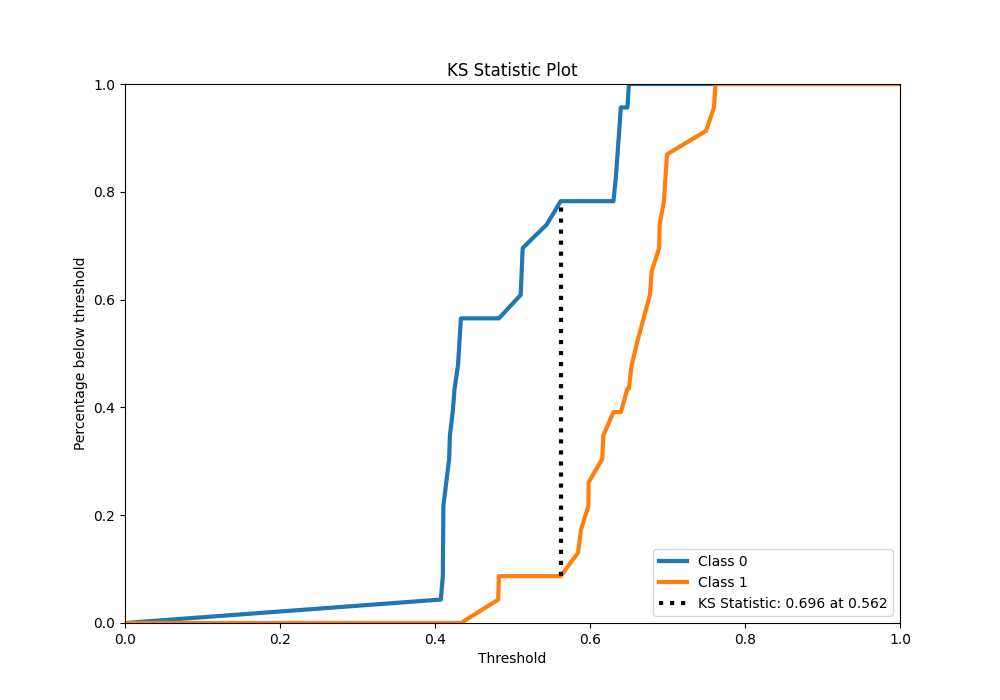 KS Statistic Plot
1.0
0.8
0.6
0.4
0.2
0.0
Percentage below threshold
0.0 0.2 0.4 0.6 0.8 1.0
Threshold
Class 0
Class 1
KS Statistic: 0.696 at 0.562